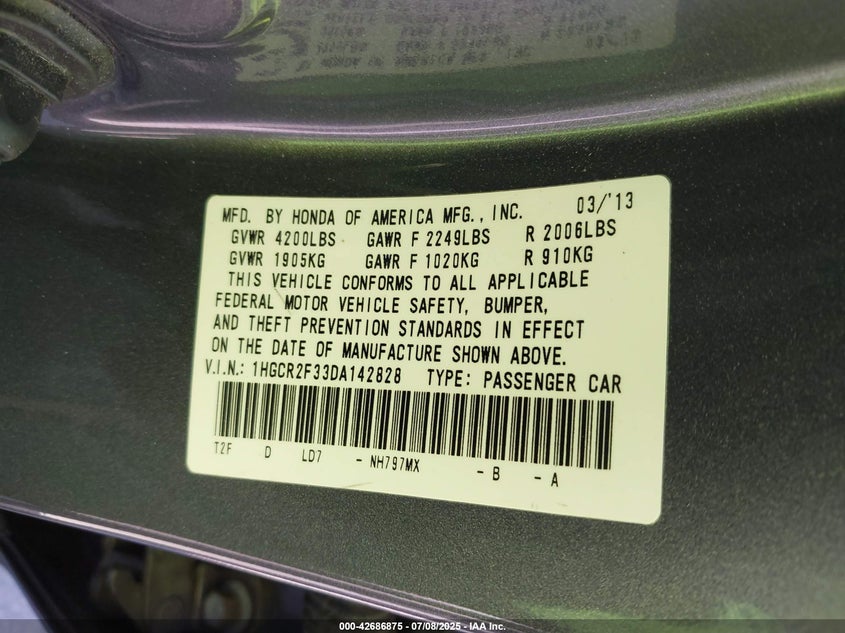 MFD. BY HONDA OF AMERICA MFG., INC. 03/'13
GVWR 4200LBS GAWR F 2249LBS R 2006LBS
GVWR 1905KG GAWR F 1020KG R 910KG
THIS VEHICLE CONFORMS TO ALL APPLICABLE
FEDERAL MOTOR VEHICLE SAFETY, BUMPER,
AND THEFT PREVENTION STANDARDS IN EFFECT
ON THE DATE OF MANUFACTURE SHOWN ABOVE.
V.I.N.: 1HGCR2F33DA142828 TYPE: PASSENGER CAR
T2F D LD7 - NH797MX - B - A
000-42686875 - 07/08/2025 - IAA Inc.